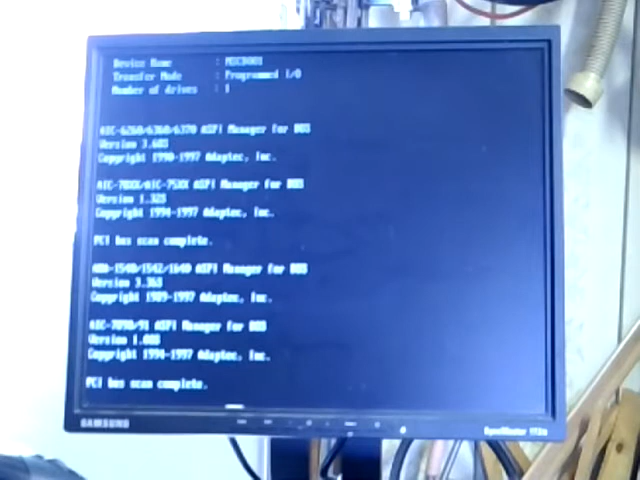 Device Name : MSCD001
Transfer Mode : Programmed I/O
Number of drives : 1
AIC-6260/6360/6370 ASPI Manager for DOS
Version 3.68S
Copyright 1990-1997 Adaptec, Inc.
AIC-78XX/AIC-75XX ASPI Manager for DOS
Version 1.32S
Copyright 1994-1997 Adaptec, Inc.
PCI bus scan complete.
AHA-1540/1542/1640 ASPI Manager for DOS
Version 3.36S
Copyright 1989-1997 Adaptec, Inc.
AIC-7890/91 ASPI Manager for DOS
Version 1.00S
Copyright 1994-1997 Adaptec, Inc.
PCI bus scan complete.
SAMSUNG
SyncMaster